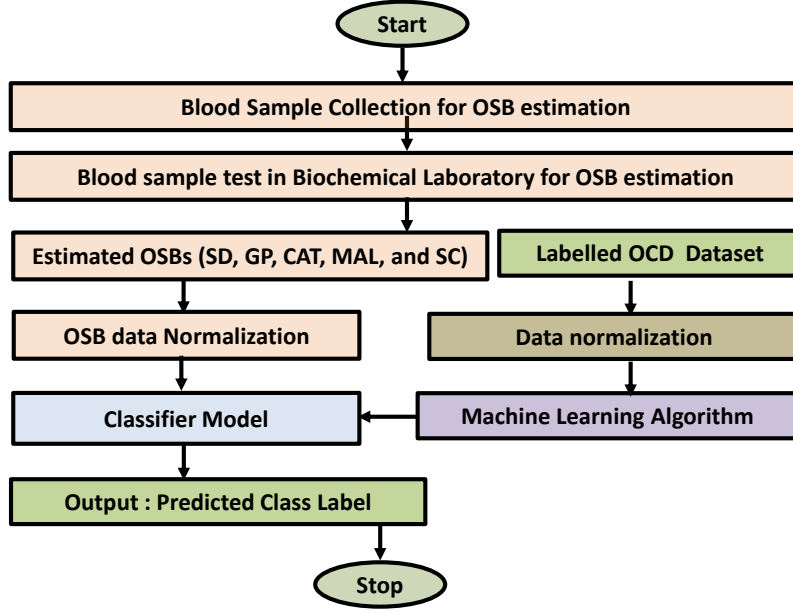 Start
Blood Sample Collection for OSB estimation
Blood sample test in Biochemical Laboratory for OSB estimation
Estimated OSBs (SD, GP, CAT, MAL, and SC)
Labelled OCD Dataset
OSB data Normalization
Data normalization
Classifier Model
Machine Learning Algorithm
Output : Predicted Class Label
Stop